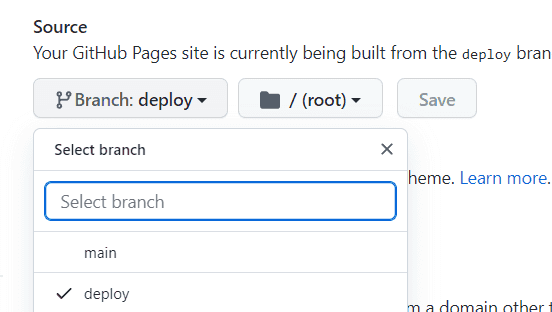 Source
Your GitHub Pages site is currently being built from the deploy
Branch: deploy
/ (root)
Save
Select branch
heme. Learn more.
Select branch
main
deploy
m a domain other